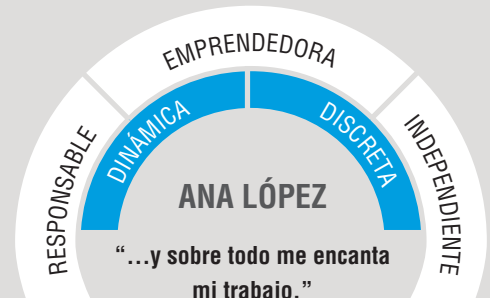 EMPRENDEDORA
RESPONSABLE
INDEPENDIENTE
DINÁMICA
DISCRETA
ANA LÓPEZ
“...y sobre todo me encanta
mi trabajo.”